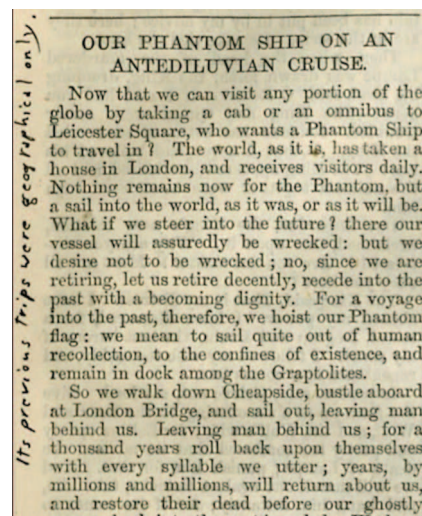 Its previous trips were geographical only.
OUR PHANTOM SHIP ON AN
ANTEDILUVIAN CRUISE.
Now that we can visit any portion of the
globe by taking a cab or an omnibus to
Leicester Square, who wants a Phantom Ship
to travel in? The world, as it is, has taken a
house in London, and receives visitors daily.
Nothing remains now for the Phantom, but
a sail into the world, as it was, or as it will be.
What if we steer into the future? there our
vessel will assuredly be wrecked: but we
desire not to be wrecked; no, since we are
retiring, let us retire decently, recede into the
past with a becoming dignity. For a voyage
into the past, therefore, we hoist our Phantom
flag: we mean to sail quite out of human
recollection, to the confines of existence, and
remain in dock among the Graptolites.
So we walk down Cheapside, bustle aboard
at London Bridge, and sail out, leaving man
behind us. Leaving man behind us; for a
thousand years roll back upon themselves
with every syllable we utter; years, by
millions and millions, will return about us,
and restore their dead before our ghostly